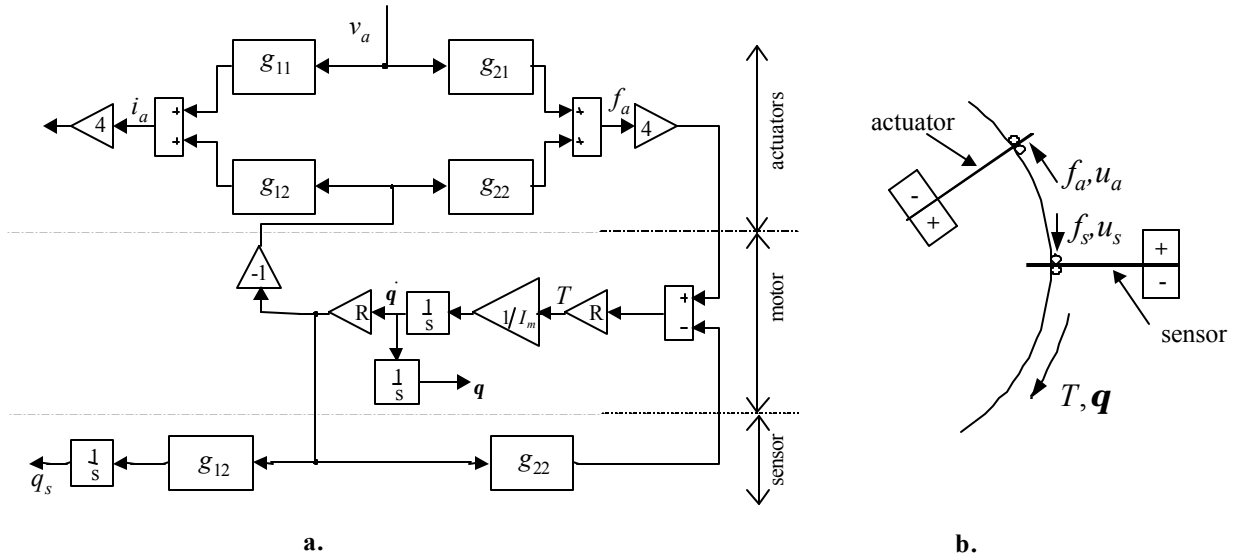 v_a
g_11
g_21
i_a
f_a
4
+
+
+
+
4
g_12
g_22
actuators
-1
R
q̇
1/s
1/I_m
T
R
+
-
motor
1/s
q
q_s
1/s
g_12
g_22
sensor
a.
actuator
-
+
f_a,u_a
f_s,u_s
+
-
sensor
T, q
b.